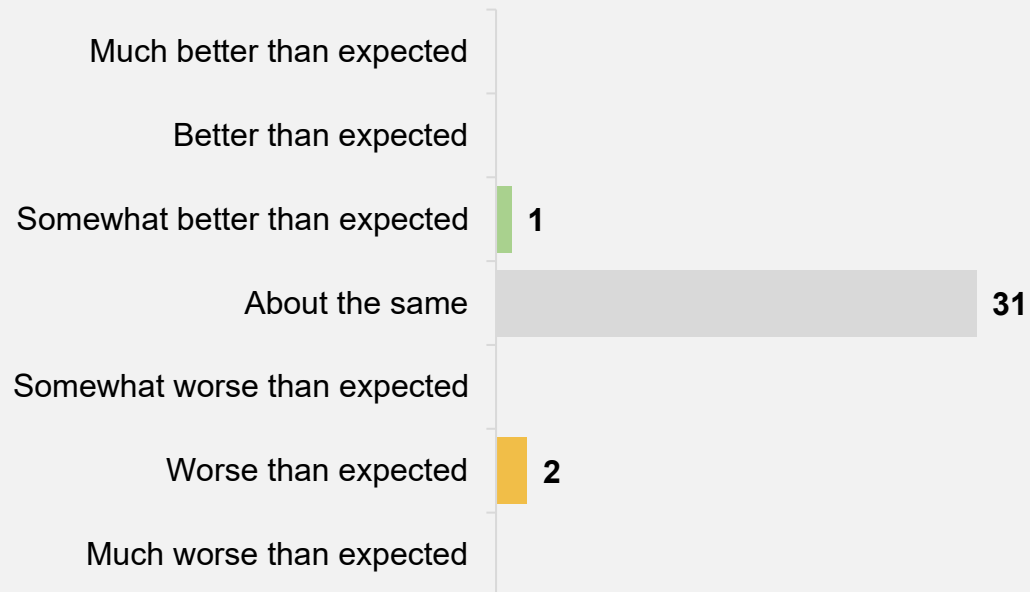 Much better than expected
Better than expected
Somewhat better than expected 1
About the same 31
Somewhat worse than expected
Worse than expected 2
Much worse than expected